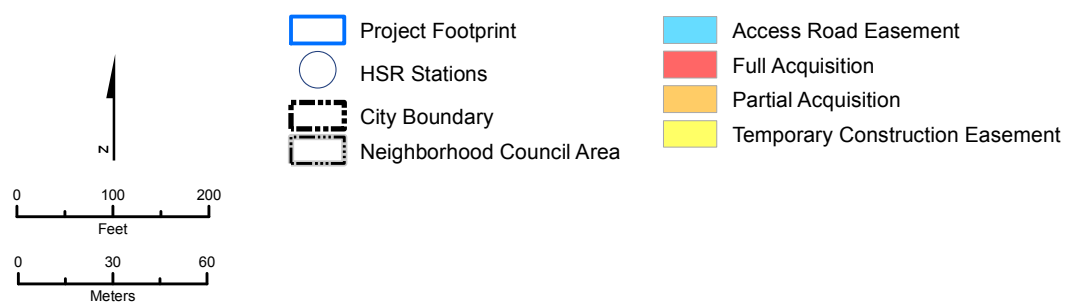 Project Footprint
HSR Stations
City Boundary
Neighborhood Council Area
Access Road Easement
Full Acquisition
Partial Acquisition
Temporary Construction Easement
N
0 100 200
Feet
0 30 60
Meters